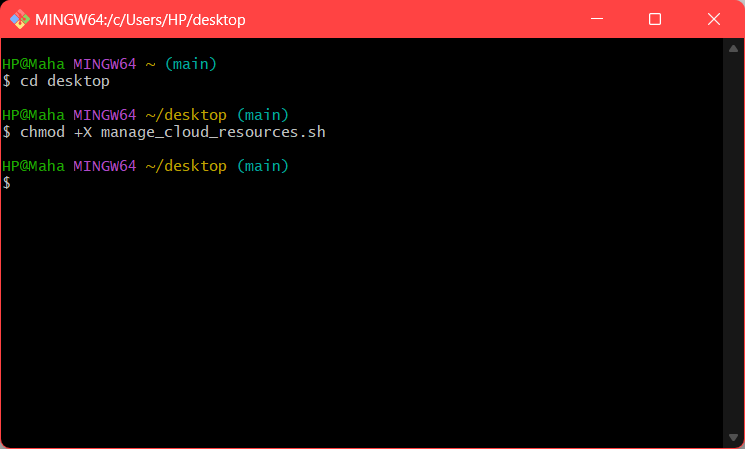 MINGW64:/c/Users/HP/desktop
HP@Maha MINGW64 ~ (main)
$ cd desktop
HP@Maha MINGW64 ~/desktop (main)
$ chmod +X manage_cloud_resources.sh
HP@Maha MINGW64 ~/desktop (main)
$